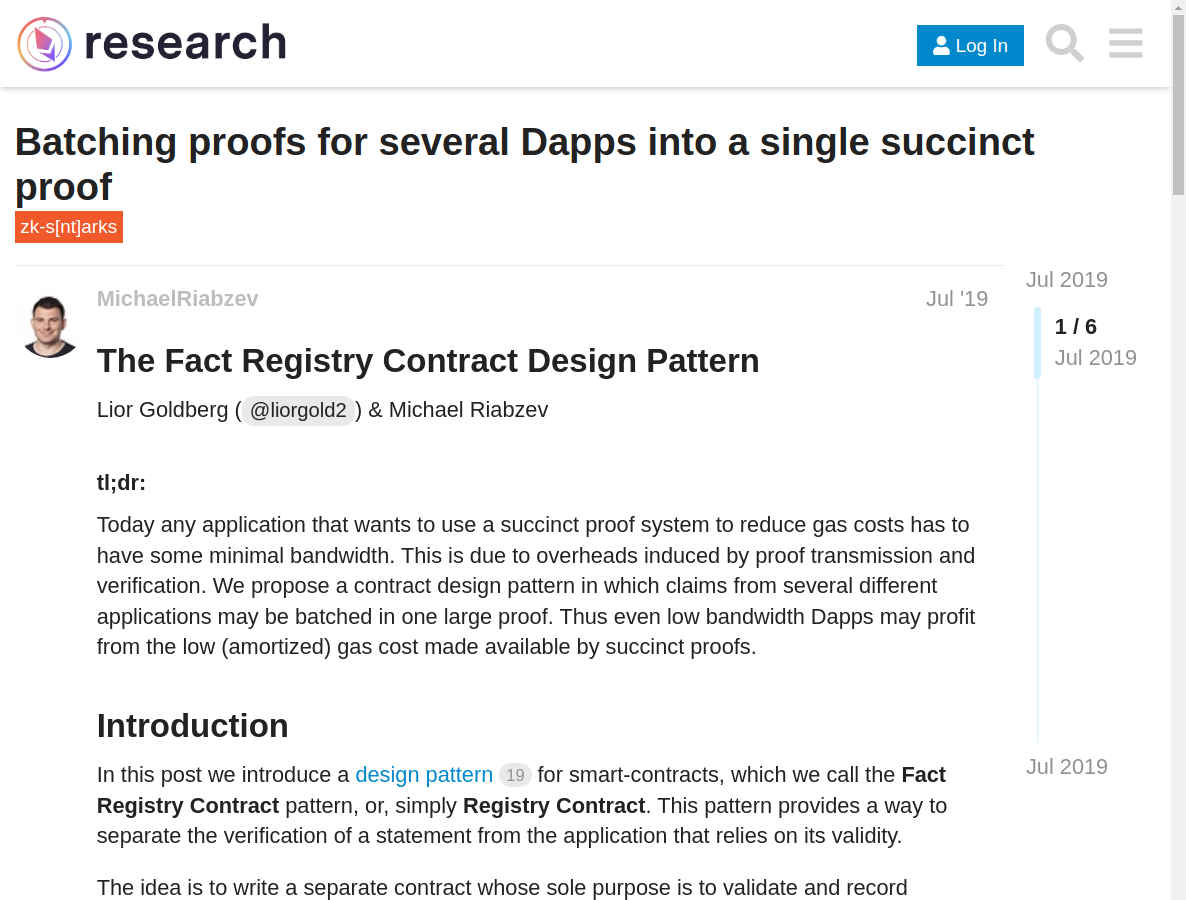 research
Log In
Batching proofs for several Dapps into a single succinct
proof
zk-s[nt]arks
MichaelRiabzev
Jul '19
Jul 2019
1 / 6
Jul 2019
The Fact Registry Contract Design Pattern
Lior Goldberg ( @liorgold2 ) & Michael Riabzev
tl;dr:
Today any application that wants to use a succinct proof system to reduce gas costs has to
have some minimal bandwidth. This is due to overheads induced by proof transmission and
verification. We propose a contract design pattern in which claims from several different
applications may be batched in one large proof. Thus even low bandwidth Dapps may profit
from the low (amortized) gas cost made available by succinct proofs.
Introduction
In this post we introduce a design pattern 19 for smart-contracts, which we call the Fact
Registry Contract pattern, or, simply Registry Contract. This pattern provides a way to
separate the verification of a statement from the application that relies on its validity.
Jul 2019
The idea is to write a separate contract whose sole purpose is to validate and record